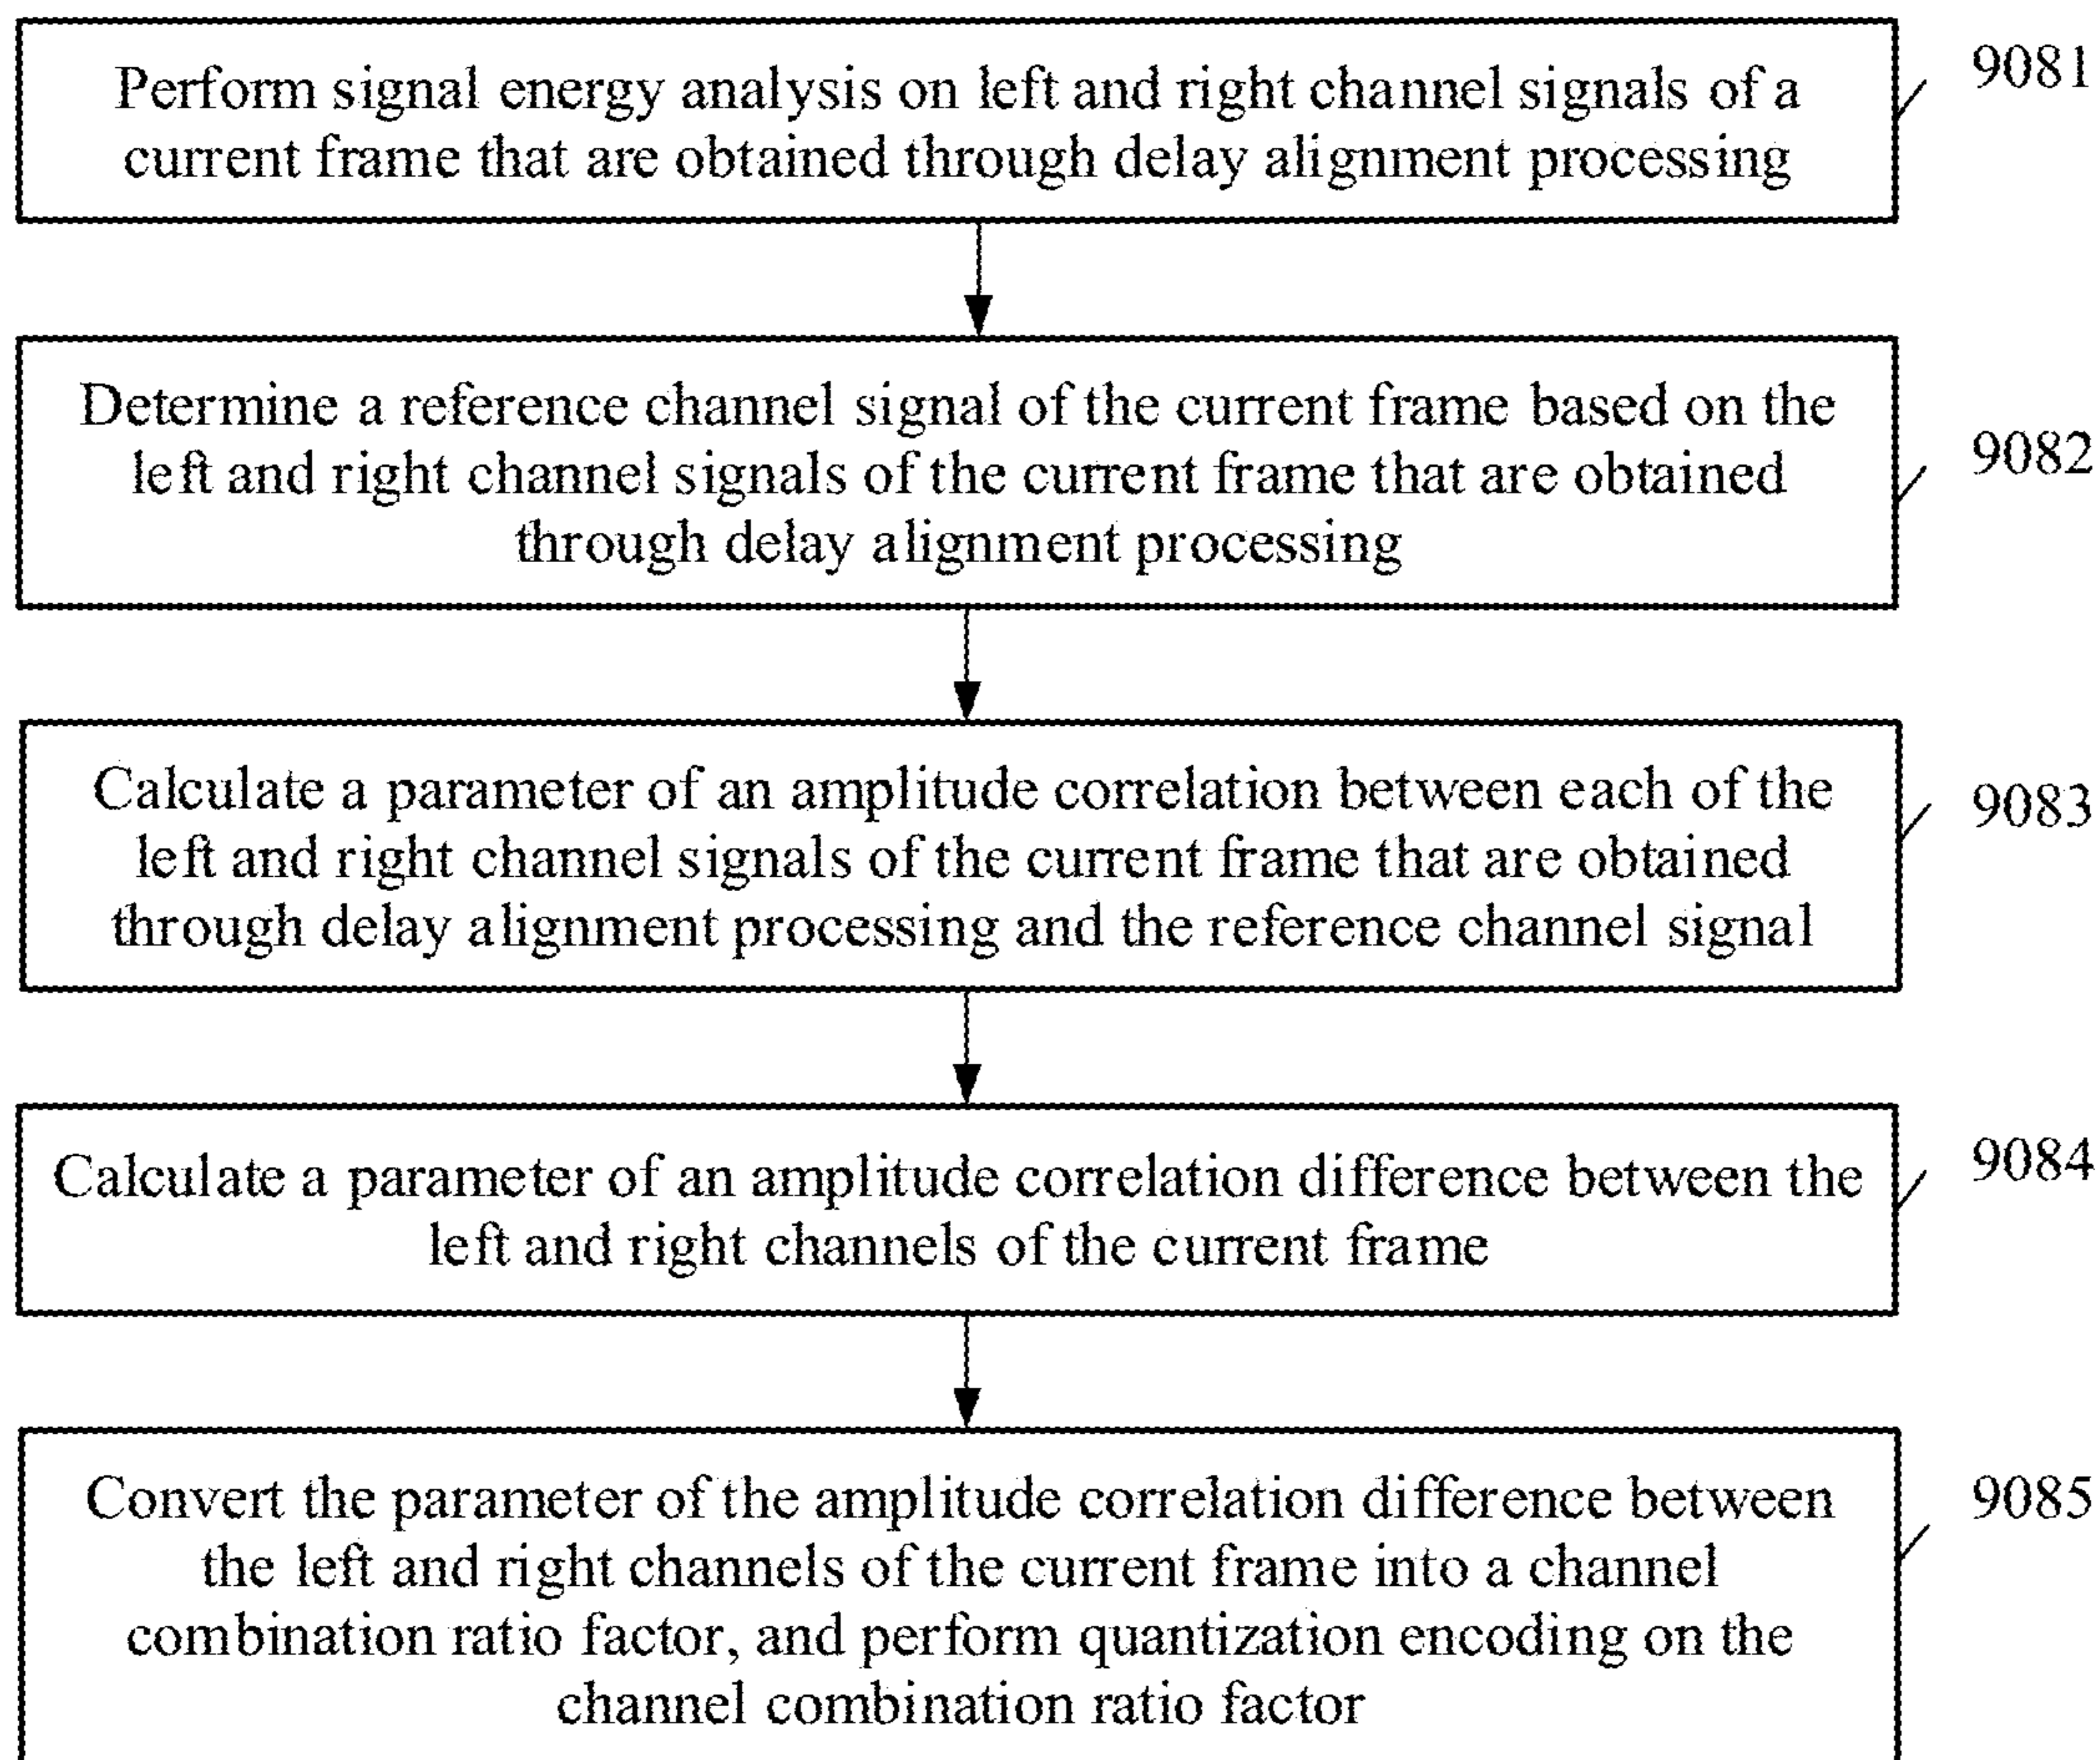 Perform signal energy analysis on left and right channel signals of a
current frame that are obtained through delay alignment processing
9081
Determine a reference channel signal of the current frame based on the
left and right channel signals of the current frame that are obtained
through delay alignment processing
9082
Calculate a parameter of an amplitude correlation between each of the
left and right channel signals of the current frame that are obtained
through delay alignment processing and the reference channel signal
9083
Calculate a parameter of an amplitude correlation difference between the
left and right channels of the current frame
9084
Convert the parameter of the amplitude correlation difference between
the left and right channels of the current frame into a channel
combination ratio factor, and perform quantization encoding on the
channel combination ratio factor
9085